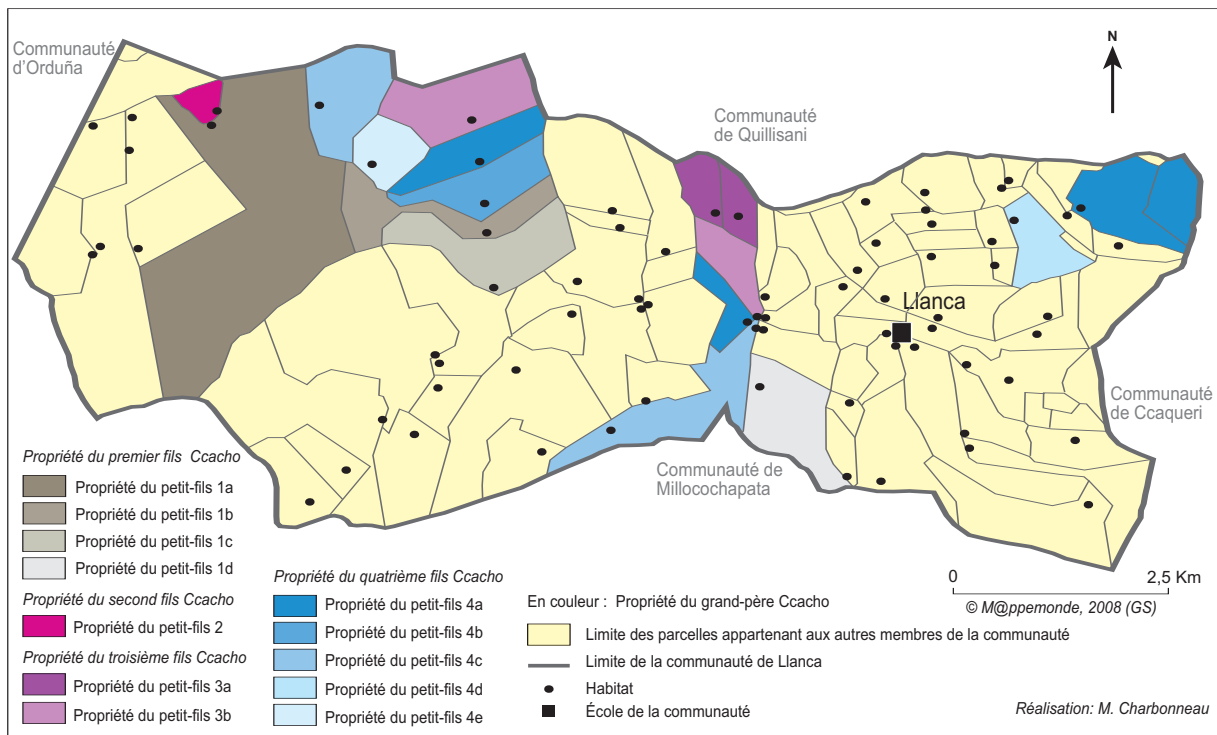 Communauté
d'Orduña
N
Communauté
de Quillisani
Llanca
Communauté
de Ccaqueri
Communauté de
Millocochapata
Propriété du premier fils Ccacho
Propriété du petit-fils 1a
Propriété du petit-fils 1b
Propriété du petit-fils 1c
Propriété du petit-fils 1d
Propriété du second fils Ccacho
Propriété du petit-fils 2
Propriété du troisième fils Ccacho
Propriété du petit-fils 3a
Propriété du petit-fils 3b
Propriété du quatrième fils Ccacho
Propriété du petit-fils 4a
Propriété du petit-fils 4b
Propriété du petit-fils 4c
Propriété du petit-fils 4d
Propriété du petit-fils 4e
En couleur : Propriété du grand-père Ccacho
Limite des parcelles appartenant aux autres membres de la communauté
Limite de la communauté de Llanca
Habitat
École de la communauté
0 2,5 Km
© M@ppemonde, 2008 (GS)
Réalisation: M. Charbonneau